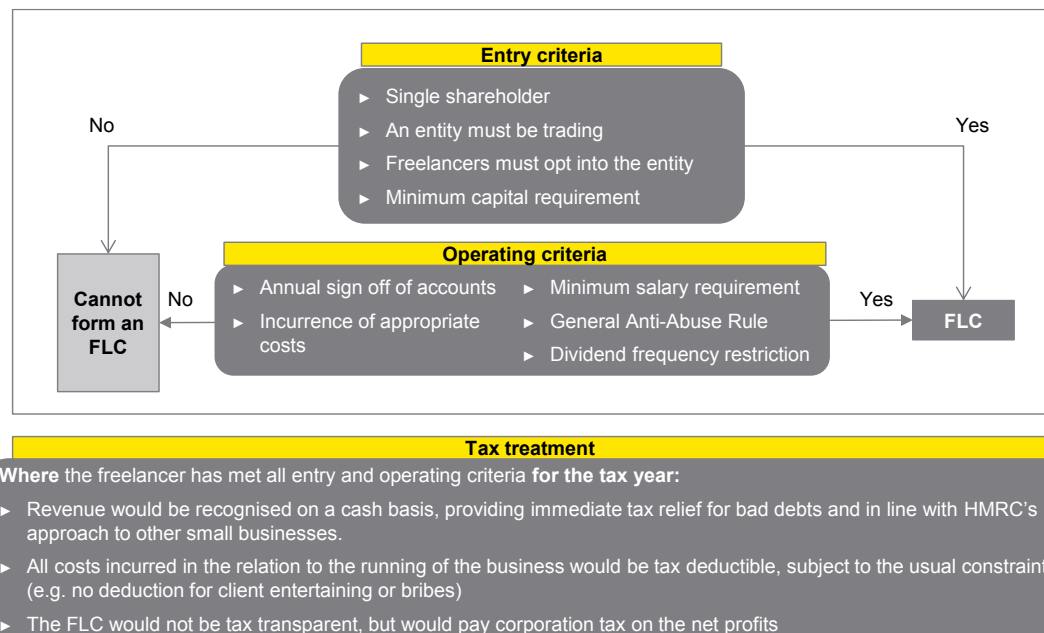 Entry criteria
► Single shareholder
► An entity must be trading
► Freelancers must opt into the entity
► Minimum capital requirement
No
Yes
Operating criteria
► Annual sign off of accounts
► Incurrence of appropriate
costs
► Minimum salary requirement
► General Anti-Abuse Rule
► Dividend frequency restriction
Cannot
form an
FLC
No
Yes
FLC
Tax treatment
Where the freelancer has met all entry and operating criteria for the tax year:
► Revenue would be recognised on a cash basis, providing immediate tax relief for bad debts and in line with HMRC's
approach to other small businesses.
► All costs incurred in the relation to the running of the business would be tax deductible, subject to the usual constraint
(e.g. no deduction for client entertaining or bribes)
► The FLC would not be tax transparent, but would pay corporation tax on the net profits